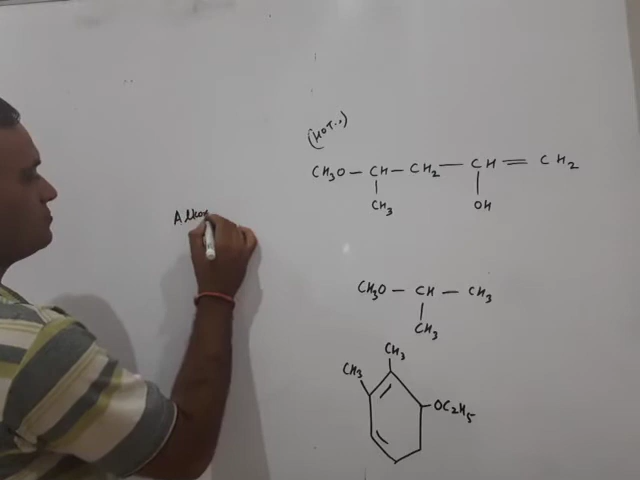 (HOT..)
CH3O – CH – CH2 – CH = CH2
CH3 OH
Alkox
CH3O – CH – CH3
CH3
CH3
CH3
OC2H5